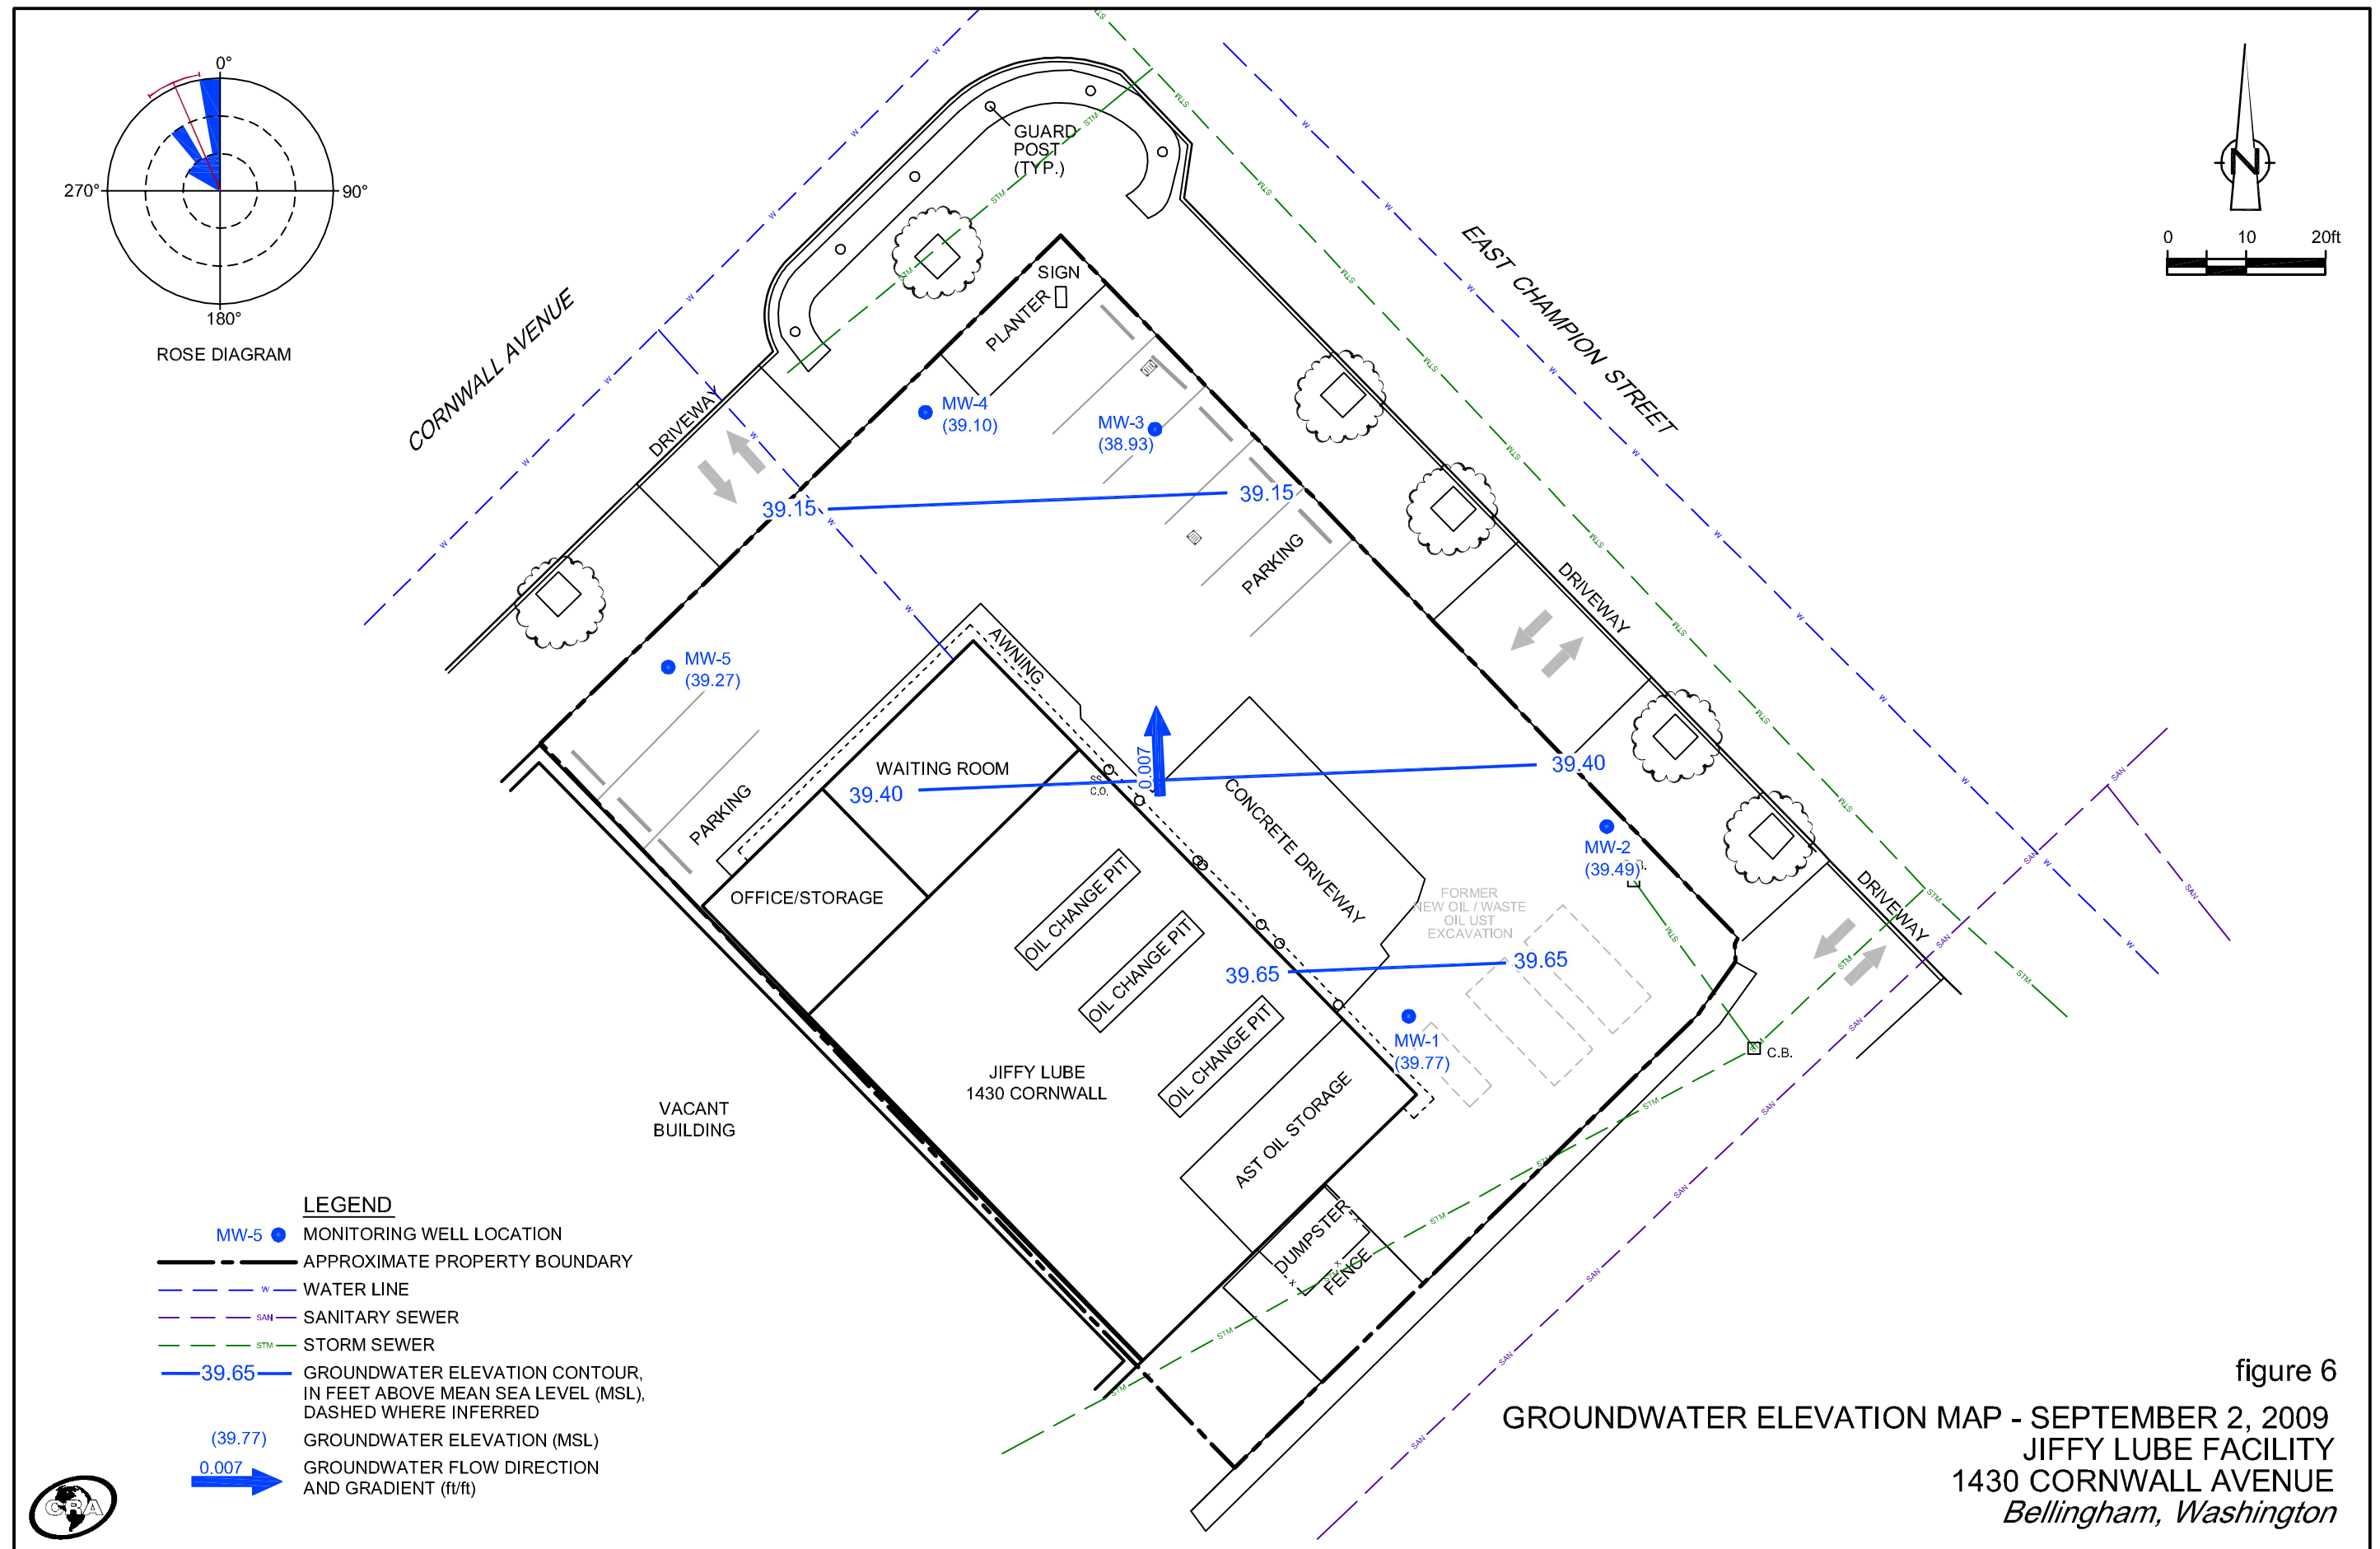 0°
270°
90°
180°
ROSE DIAGRAM
N
0 10 20ft
CORNWALL AVENUE
EAST CHAMPION STREET
GUARD
POST
(TYP.)
SIGN
PLANTER
DRIVEWAY
MW-4
(39.10)
MW-3
(38.93)
39.15
39.15
PARKING
DRIVEWAY
MW-5
(39.27)
AWNING
0.007
WAITING ROOM
39.40
39.40
SS
C.O.
PARKING
CONCRETE DRIVEWAY
MW-2
(39.49)
OFFICE/STORAGE
OIL CHANGE PIT
OIL CHANGE PIT
OIL CHANGE PIT
FORMER
NEW OIL / WASTE
OIL UST
EXCAVATION
DRIVEWAY
39.65
39.65
MW-1
(39.77)
C.B.
JIFFY LUBE
1430 CORNWALL
AST OIL STORAGE
VACANT
BUILDING
DUMPSTER
FENCE
W
STM
SAN
LEGEND
MW-5 MONITORING WELL LOCATION
APPROXIMATE PROPERTY BOUNDARY
W WATER LINE
SAN SANITARY SEWER
STM STORM SEWER
39.65 GROUNDWATER ELEVATION CONTOUR,
IN FEET ABOVE MEAN SEA LEVEL (MSL),
DASHED WHERE INFERRED
(39.77) GROUNDWATER ELEVATION (MSL)
0.007 GROUNDWATER FLOW DIRECTION
AND GRADIENT (ft/ft)
CRA
figure 6
GROUNDWATER ELEVATION MAP - SEPTEMBER 2, 2009
JIFFY LUBE FACILITY
1430 CORNWALL AVENUE
Bellingham, Washington